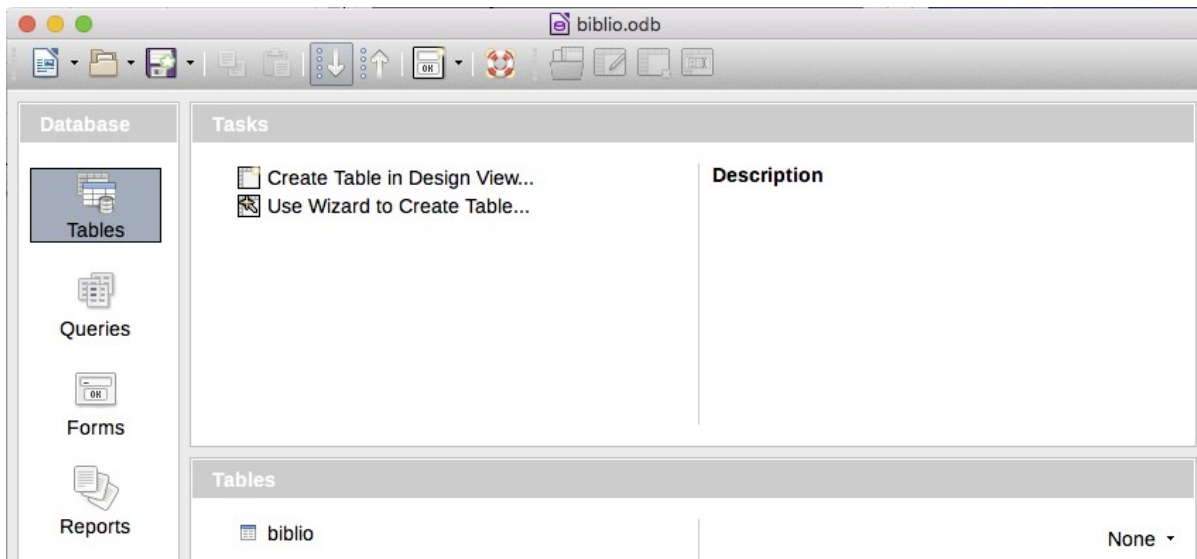 biblio.odb
Database
Tasks
Create Table in Design View...
Use Wizard to Create Table...
Description
Tables
Queries
Forms
Reports
Tables
biblio
None